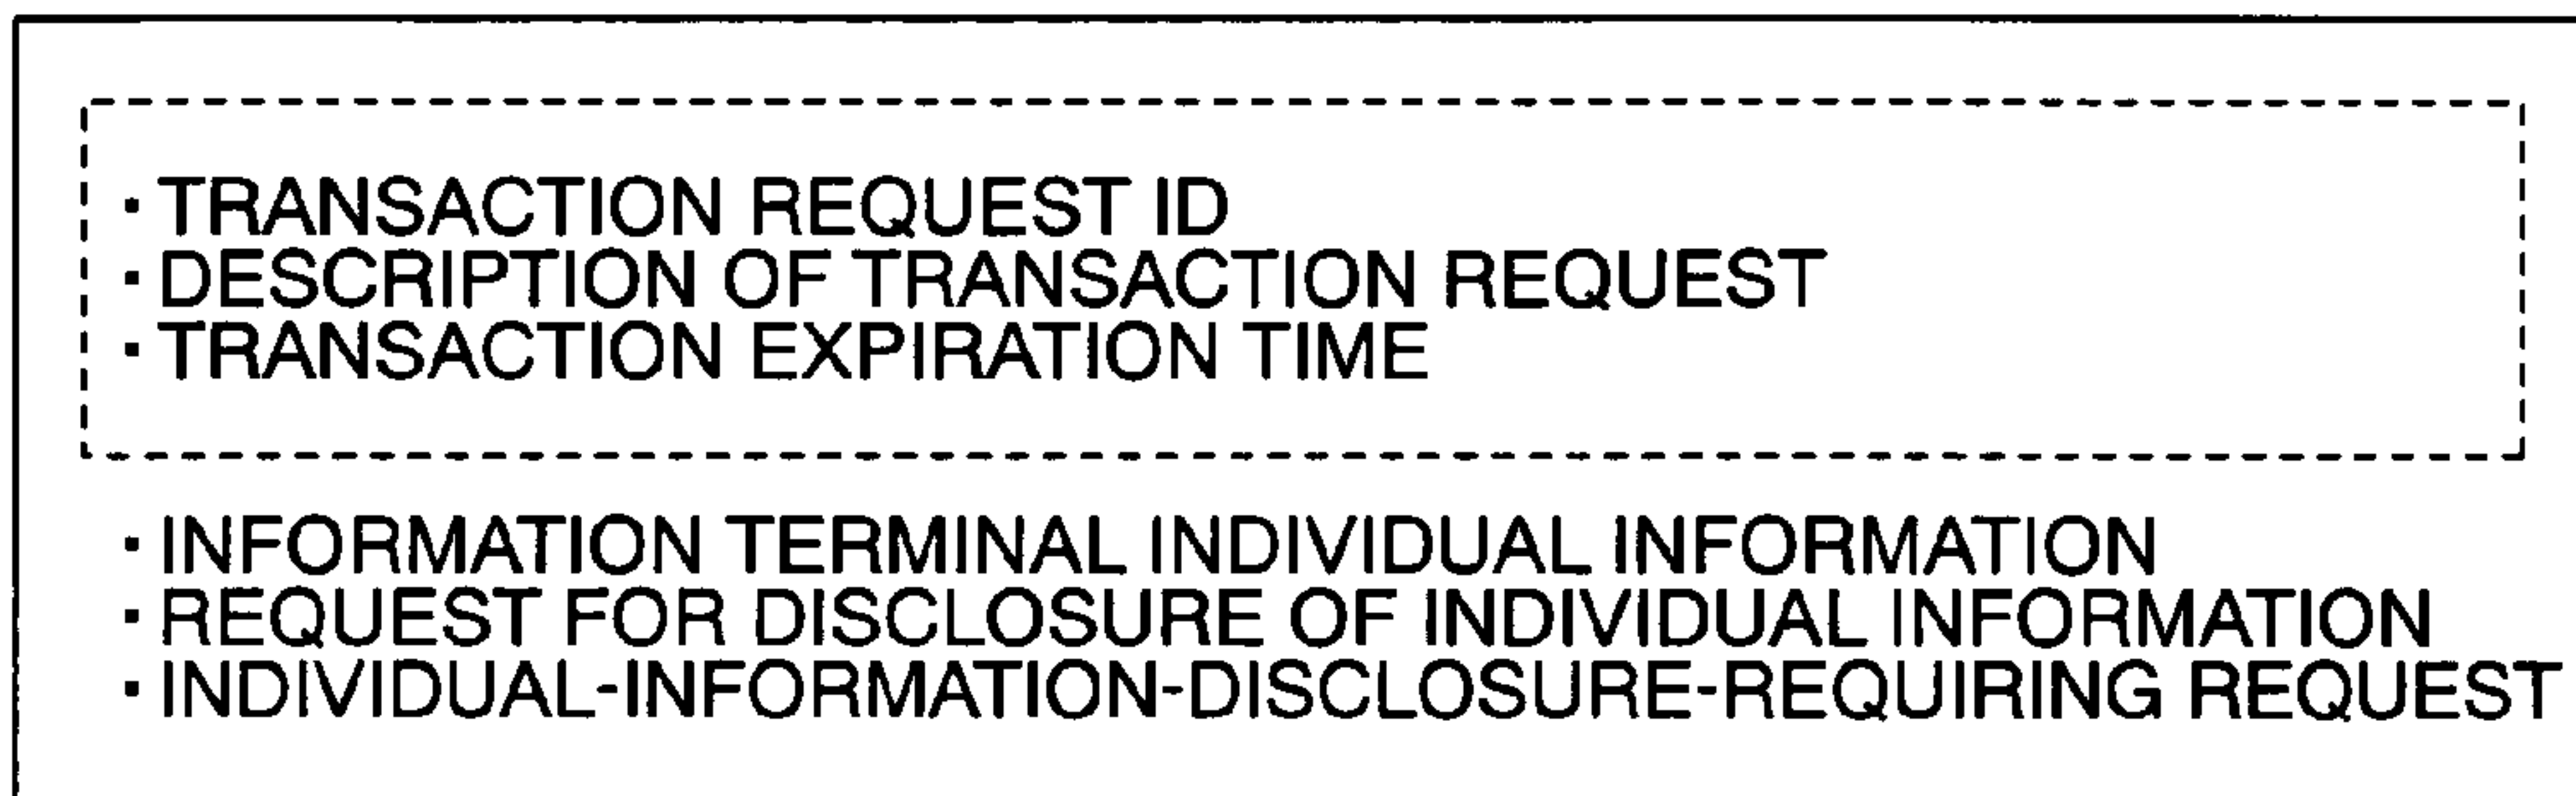 · TRANSACTION REQUEST ID
· DESCRIPTION OF TRANSACTION REQUEST
· TRANSACTION EXPIRATION TIME
· INFORMATION TERMINAL INDIVIDUAL INFORMATION
· REQUEST FOR DISCLOSURE OF INDIVIDUAL INFORMATION
· INDIVIDUAL-INFORMATION-DISCLOSURE-REQUIRING REQUEST